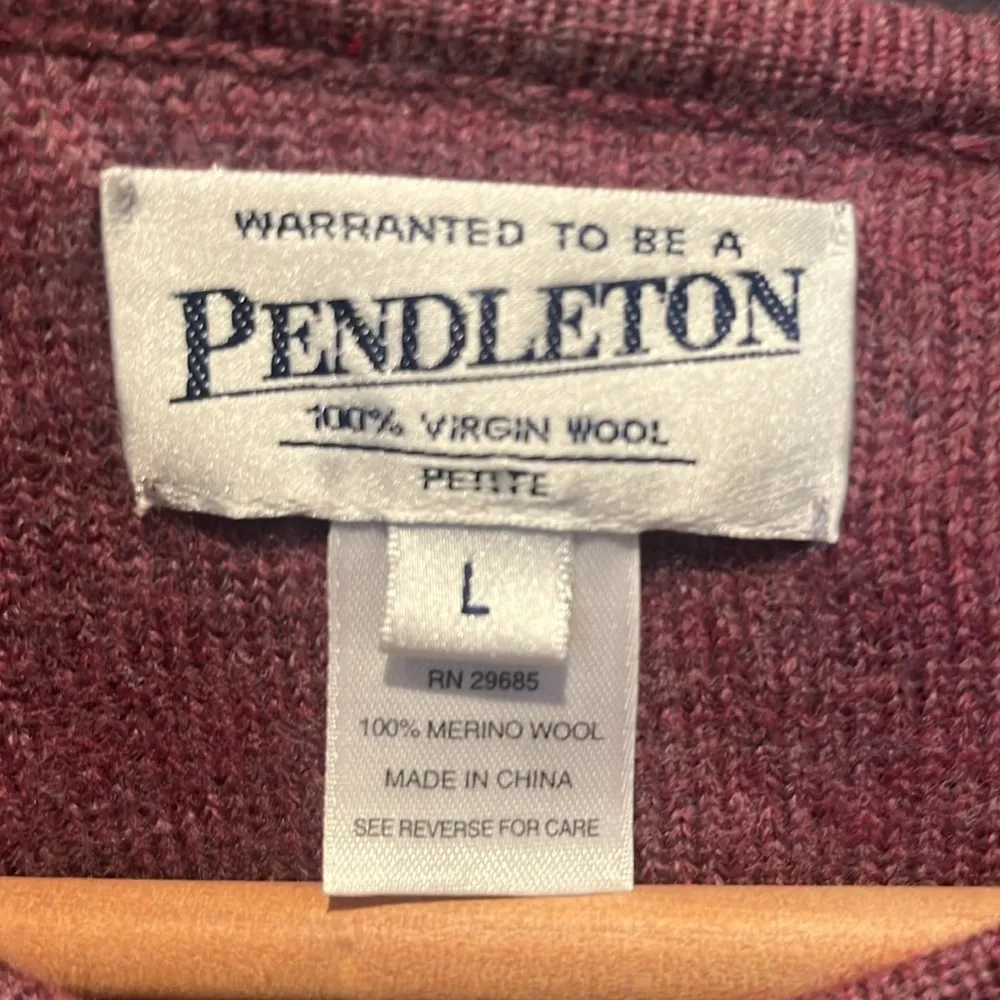 WARRANTED TO BE A
PENDLETON
100% VIRGIN WOOL
PETITE
L
RN 29685
100% MERINO WOOL
MADE IN CHINA
SEE REVERSE FOR CARE